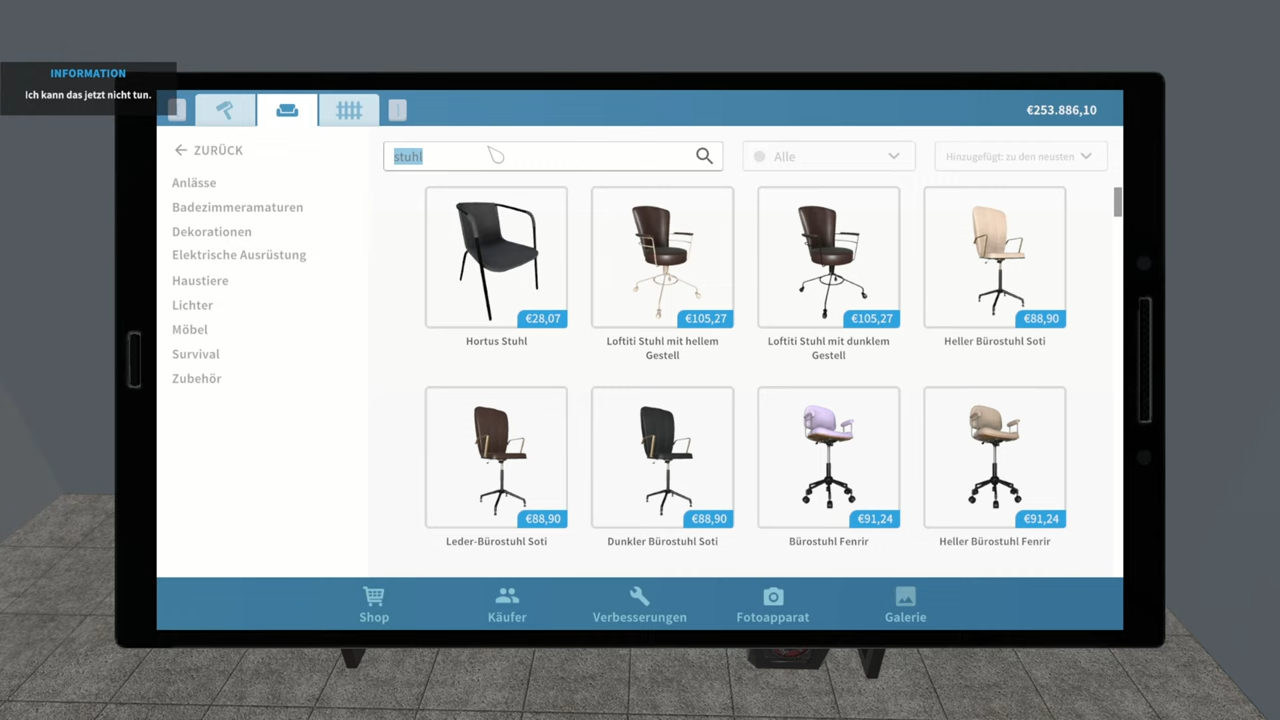 INFORMATION
Ich kann das jetzt nicht tun.
€253.886,10
ZURÜCK
stuhl
Alle
Hinzugefügt: zu den neusten
Anlässe
Badezimmeramaturen
Dekorationen
Elektrische Ausrüstung
Haustiere
Lichter
Möbel
Survival
Zubehör
€28,07
€105,27
€105,27
€88,90
Hortus Stuhl
Loftiti Stuhl mit hellem
Gestell
Loftiti Stuhl mit dunklem
Gestell
Heller Bürostuhl Soti
€88,90
€88,90
€91,24
€91,24
Leder-Bürostuhl Soti
Dunkler Bürostuhl Soti
Bürostuhl Fenrir
Heller Bürostuhl Fenrir
Shop
Käufer
Verbesserungen
Fotoapparat
Galerie